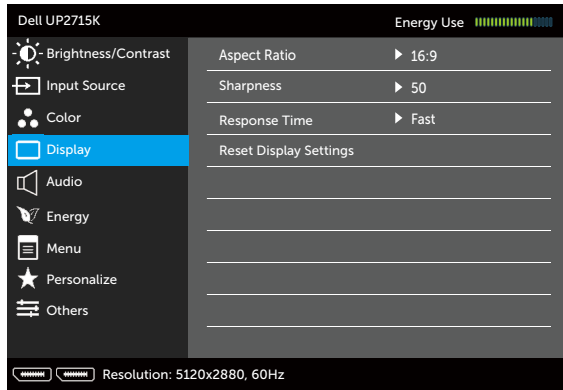 Dell UP2715K
Energy Use
Brightness/Contrast
Input Source
Color
Display
Audio
Energy
Menu
Personalize
Others
Aspect Ratio 16:9
Sharpness 50
Response Time Fast
Reset Display Settings
Resolution: 5120x2880, 60Hz